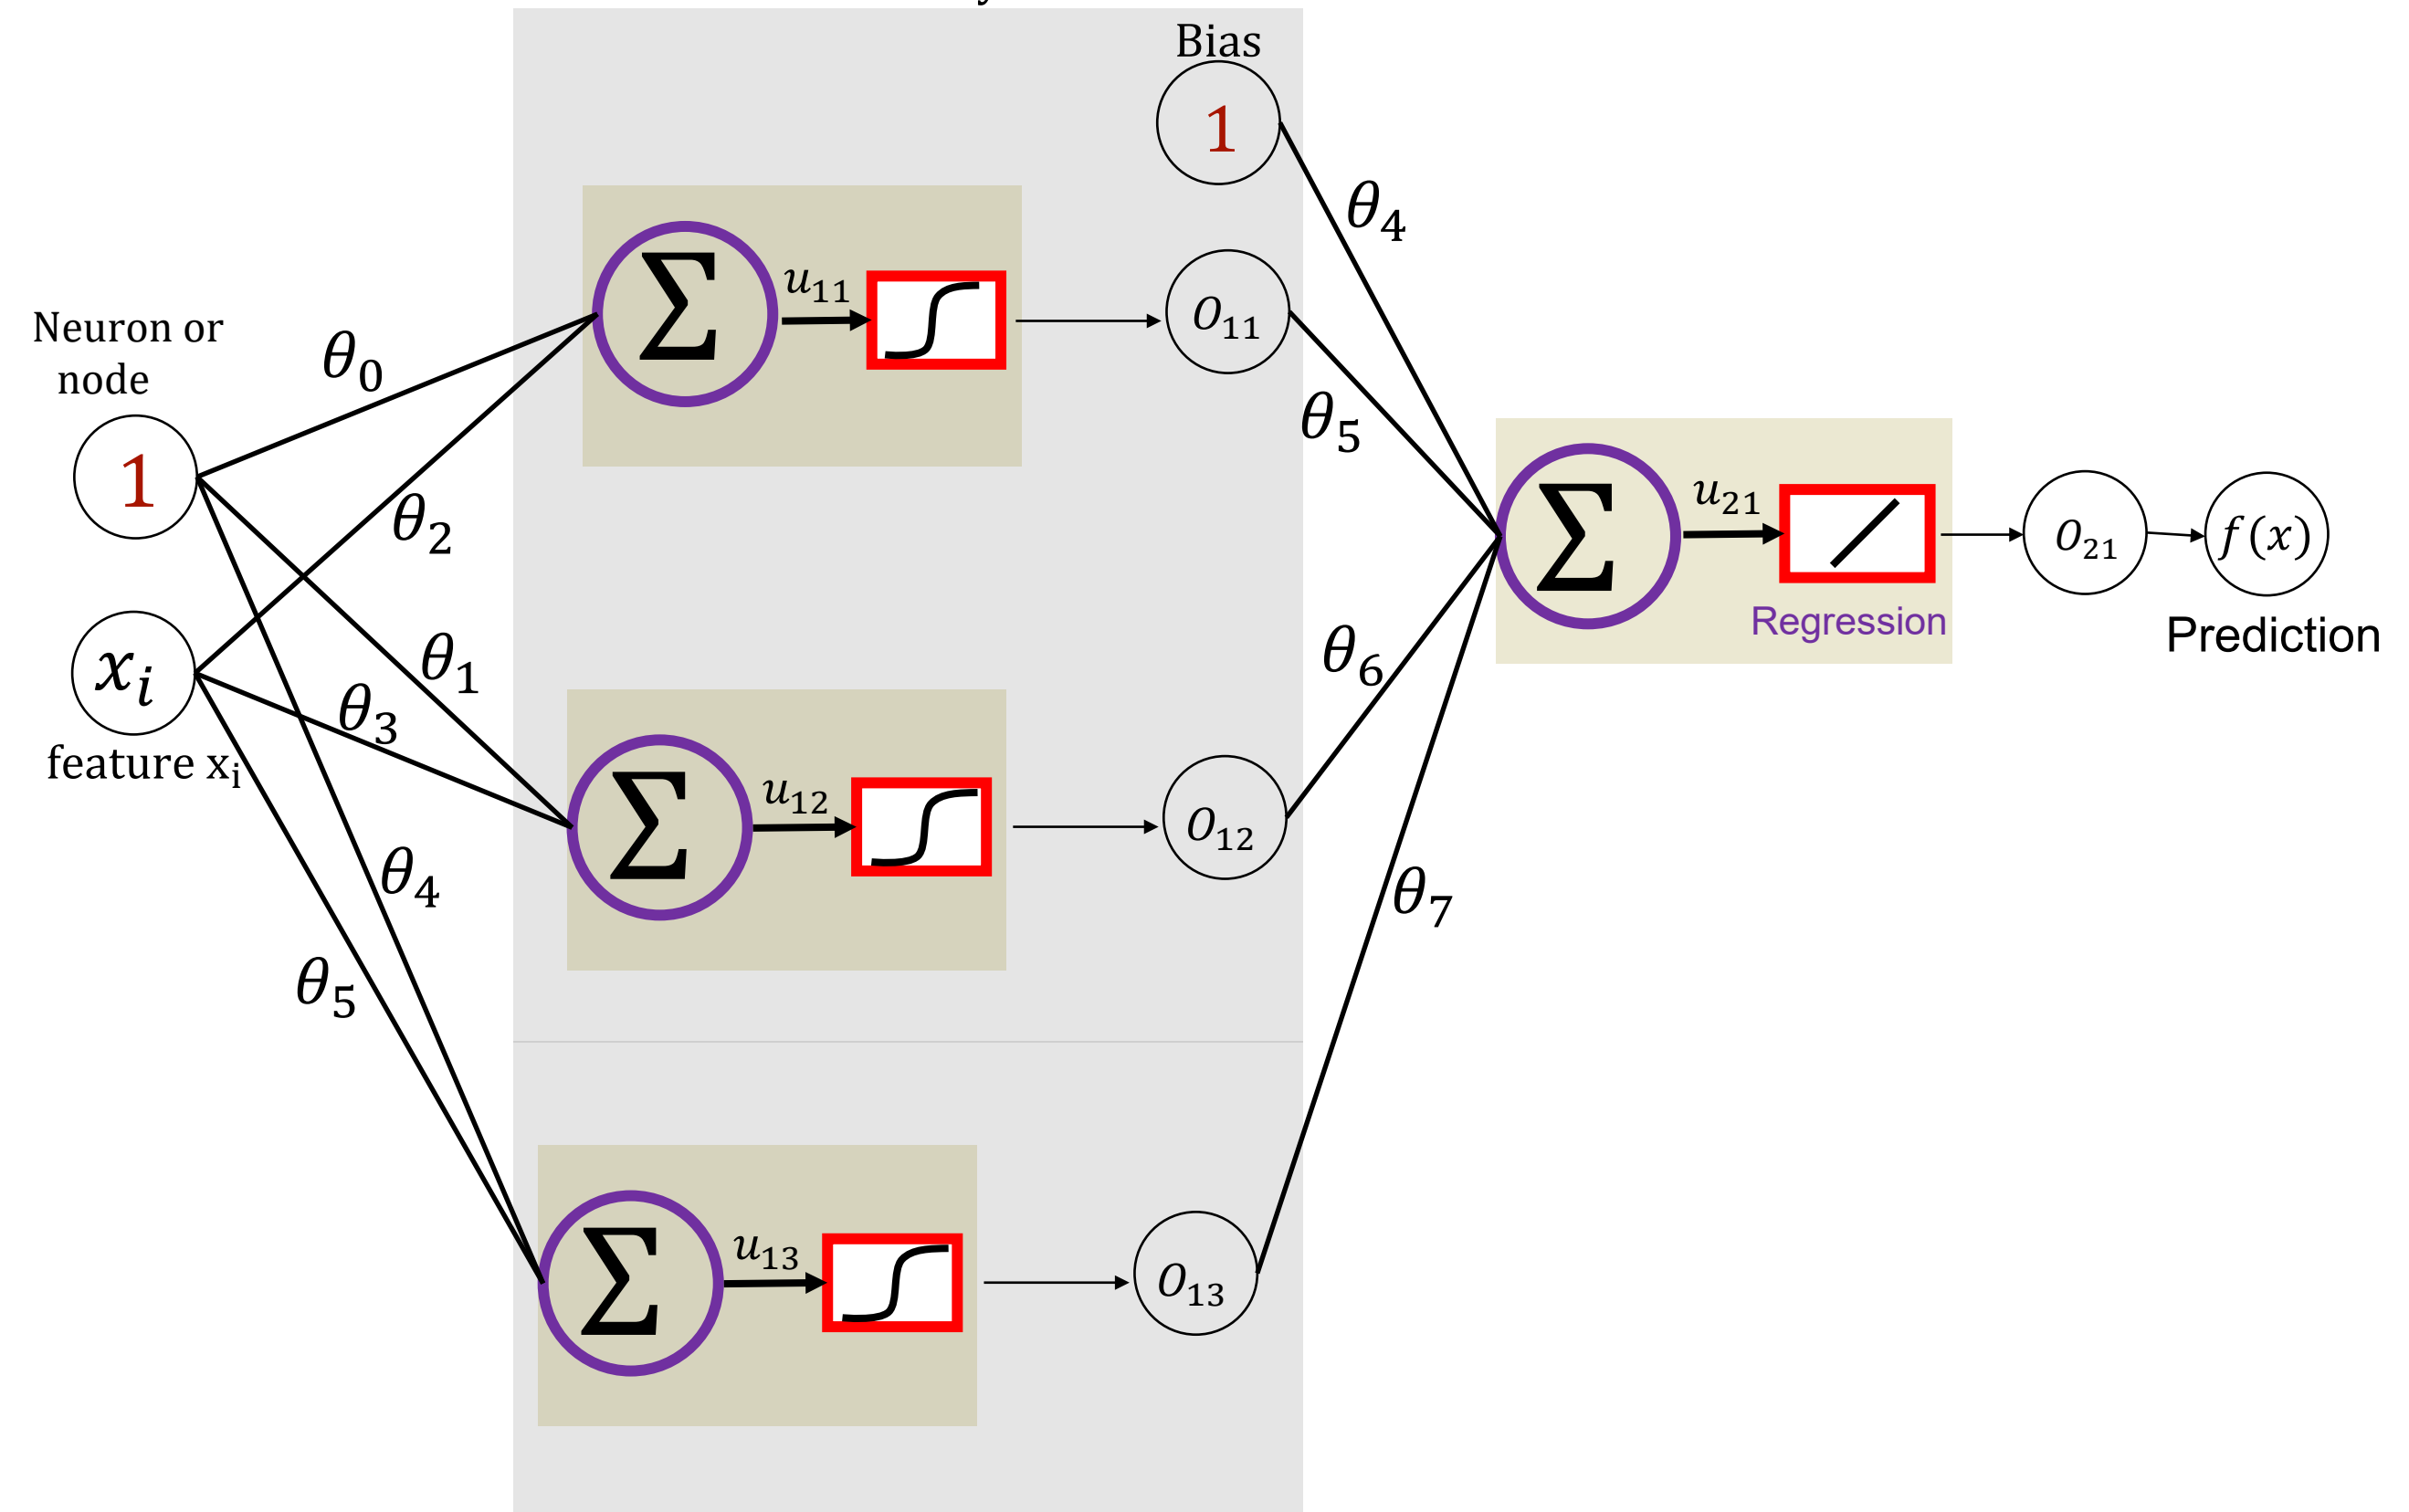 Bias
1
θ4
u11
O11
Neuron or
node
θ0
θ5
1
θ2
u21
O21
f(x)
Regression
Prediction
xi
θ1
θ6
θ3
feature xi
u12
O12
θ4
θ7
θ5
u13
O13
Σ
Σ
Σ
Σ